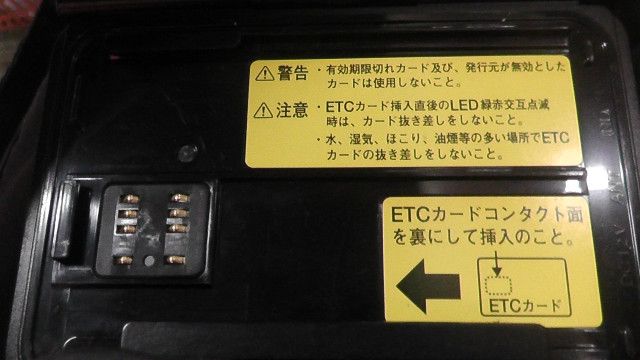 ⚠警告・有効期限切れカード及び、発行元が無効とした
カードは使用しないこと。
⚠注意・ETCカード挿入直後のLED緑赤交互点滅
時は、カード抜き差しをしないこと。
・水、湿気、ほこり、油煙等の多い場所でETC
カードの抜き差しをしないこと。
ETCカードコンタクト面
を裏にして挿入のこと。
ETCカード